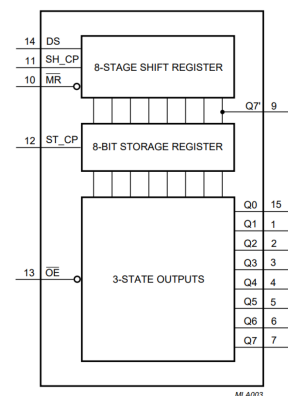 14 DS
11 SH_CP
10 M̅R̅
8-STAGE SHIFT REGISTER
Q7' 9
12 ST_CP
8-BIT STORAGE REGISTER
13 O̅E̅
3-STATE OUTPUTS
Q0 15
Q1 1
Q2 2
Q3 3
Q4 4
Q5 5
Q6 6
Q7 7
MLA003